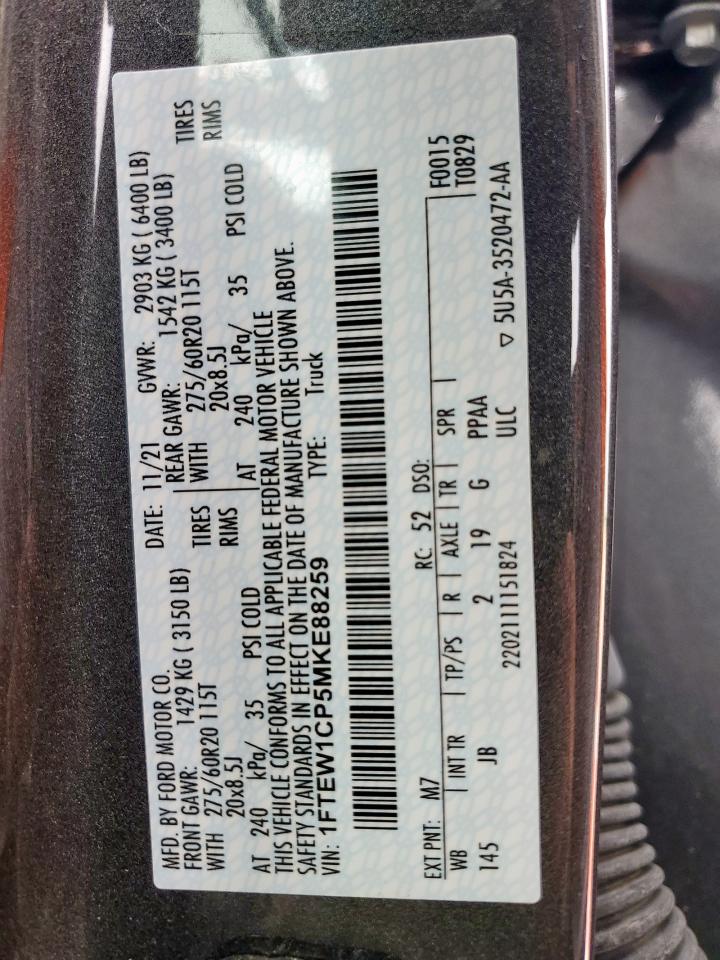 MFD. BY FORD MOTOR CO.
DATE: 11/21 GVWR: 2903 KG ( 6400 LB)
FRONT GAWR: 1429 KG ( 3150 LB)
REAR GAWR: 1542 KG ( 3400 LB)
WITH 275/60R20 115T TIRES
WITH 275/60R20 115T TIRES
20x8.5J RIMS
20x8.5J RIMS
AT 240 kPa/ 35 PSI COLD
AT 240 kPa/ 35 PSI COLD
THIS VEHICLE CONFORMS TO ALL APPLICABLE FEDERAL MOTOR VEHICLE
SAFETY STANDARDS IN EFFECT ON THE DATE OF MANUFACTURE SHOWN ABOVE.
VIN: 1FTEW1CP5MKE88259 TYPE: Truck
EXT PNT: M7 RC: 52 DSO: F0015
WB INT TR TP/PS R AXLE TR SPR T0829
145 JB 2 19 G PPAA
2202111151824 ULC
▽ 5U5A-3520472-AA